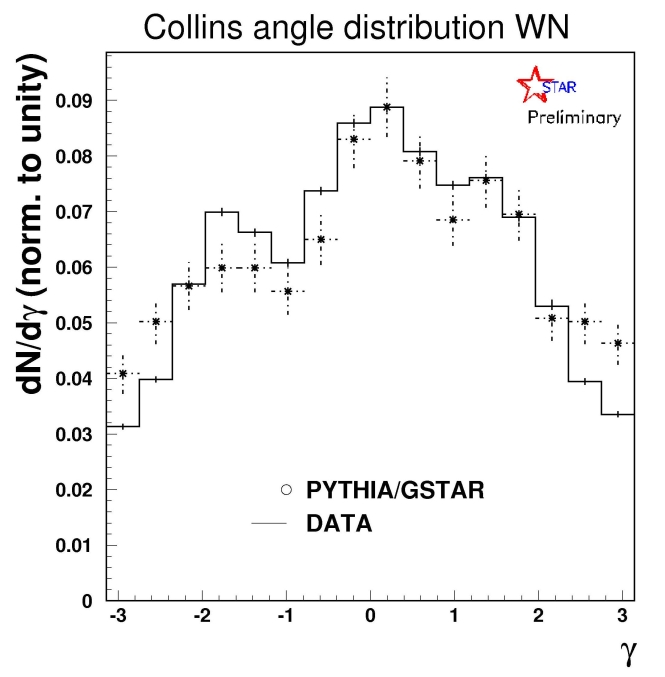 Collins angle distribution WN
dN/dγ (norm. to unity)
STAR
Preliminary
0.09
0.08
0.07
0.06
0.05
0.04
0.03
0.02
0.01
0
PYTHIA/GSTAR
DATA
-3 -2 -1 0 1 2 3
γ